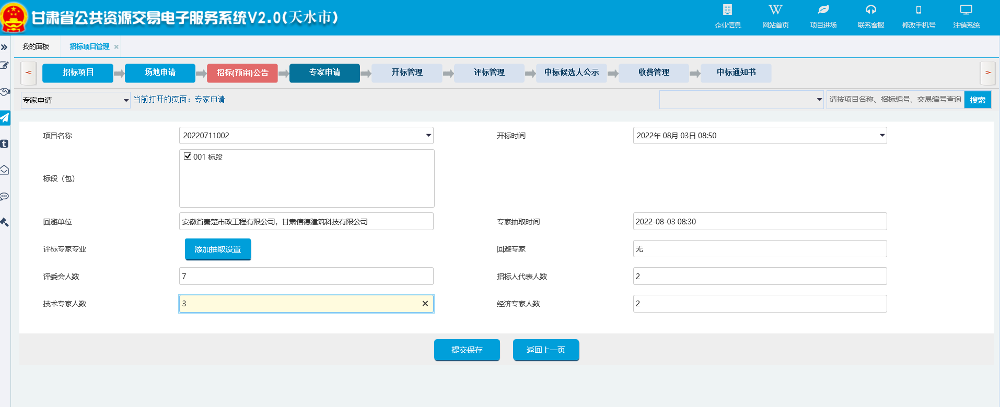 甘肃省公共资源交易电子服务系统V2.0(天水市)
企业信息
网站首页
项目进场
联系客服
修改手机号
注销系统
我的面板
招标项目管理 ×
<
招标项目
场地申请
招标(预审)公告
专家申请
开标管理
评标管理
中标候选人公示
收费管理
中标通知书
>
专家申请
当前打开的页面：专家申请
请按项目名称、招标编号、交易编号查询
搜索
项目名称
20220711002
开标时间
2022年 08月 03日 08:50
001 标段
标段（包）
回避单位
安徽省秦楚市政工程有限公司，甘肃信德建筑科技有限公司
专家抽取时间
2022-08-03 08:30
评标专家专业
添加抽取设置
回避专家
无
评委会人数
7
招标人代表人数
2
技术专家人数
3
经济专家人数
2
提交保存
返回上一页